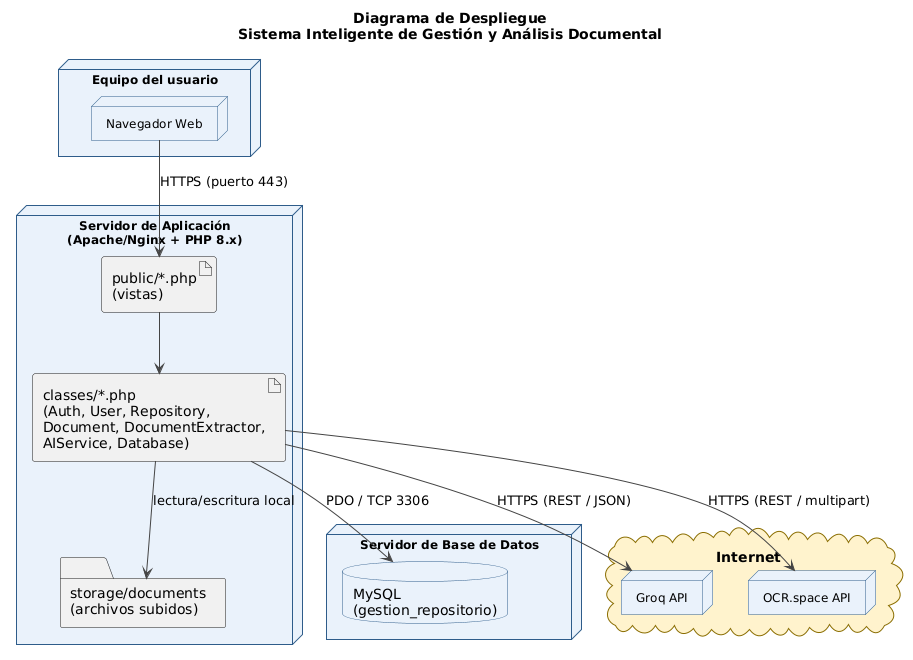 Diagrama de Despliegue
Sistema Inteligente de Gestión y Análisis Documental
Equipo del usuario
Navegador Web
HTTPS (puerto 443)
Servidor de Aplicación
(Apache/Nginx + PHP 8.x)
public/*.php
(vistas)
classes/*.php
(Auth, User, Repository,
Document, DocumentExtractor,
AIService, Database)
lectura/escritura local
PDO / TCP 3306
HTTPS (REST / JSON)
HTTPS (REST / multipart)
storage/documents
(archivos subidos)
Servidor de Base de Datos
MySQL
(gestion_repositorio)
Internet
Groq API
OCR.space API